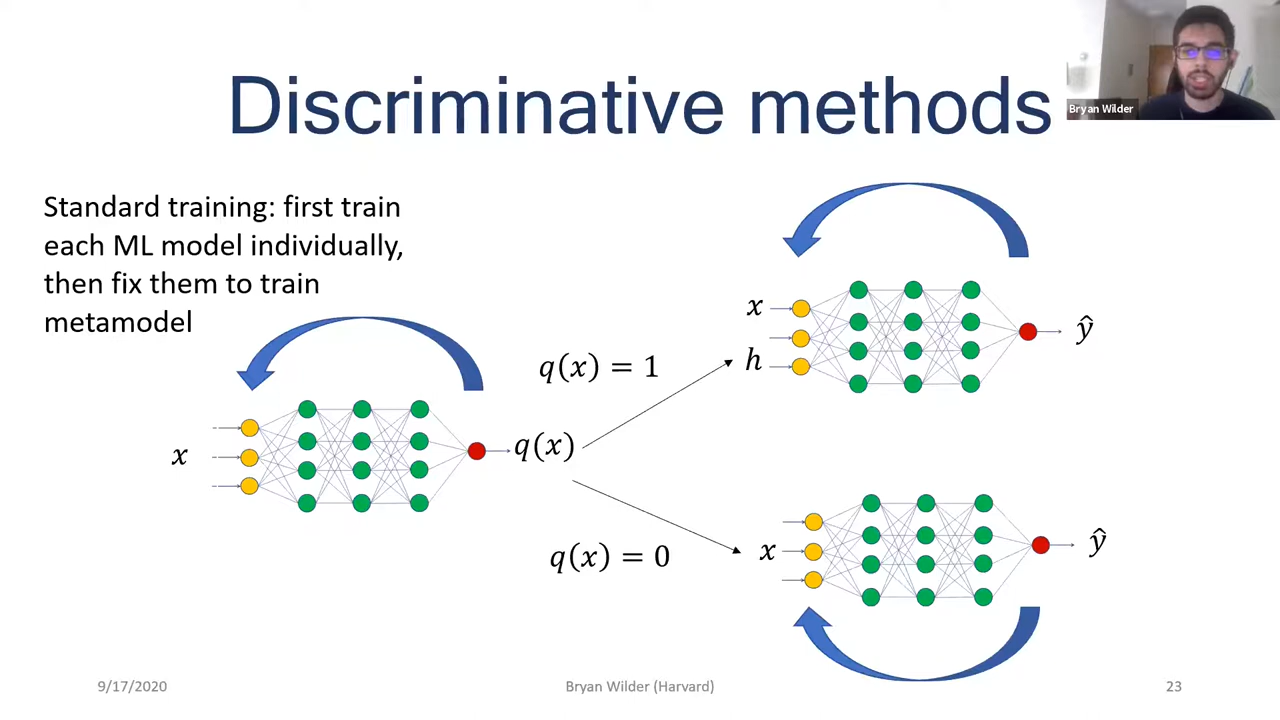 Discriminative methods
Bryan Wilder
Standard training: first train
each ML model individually,
then fix them to train
metamodel
x
h
ŷ
q(x) = 1
x
q(x)
q(x) = 0
x
ŷ
9/17/2020
Bryan Wilder (Harvard)
23